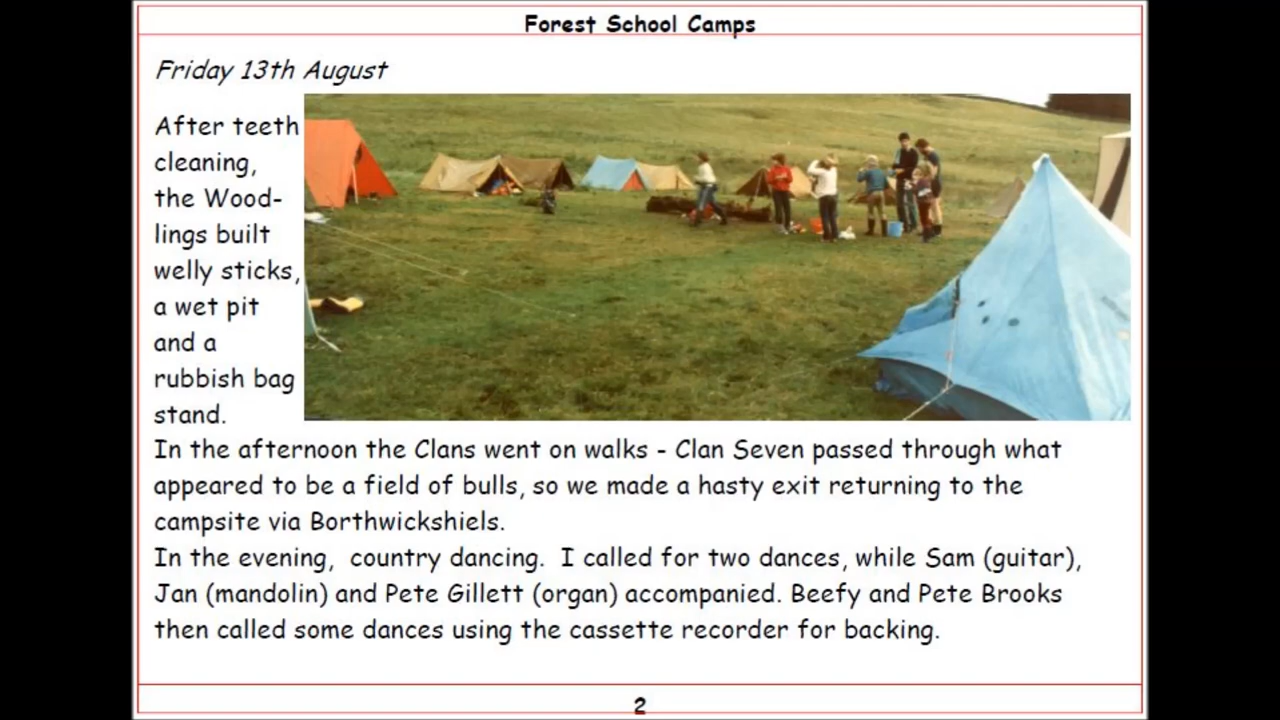 Forest School Camps
Friday 13th August
After teeth
cleaning,
the Wood-
lings built
welly sticks,
a wet pit
and a
rubbish bag
stand.
In the afternoon the Clans went on walks - Clan Seven passed through what
appeared to be a field of bulls, so we made a hasty exit returning to the
campsite via Borthwickshiels.
In the evening, country dancing. I called for two dances, while Sam (guitar),
Jan (mandolin) and Pete Gillett (organ) accompanied. Beefy and Pete Brooks
then called some dances using the cassette recorder for backing.
2